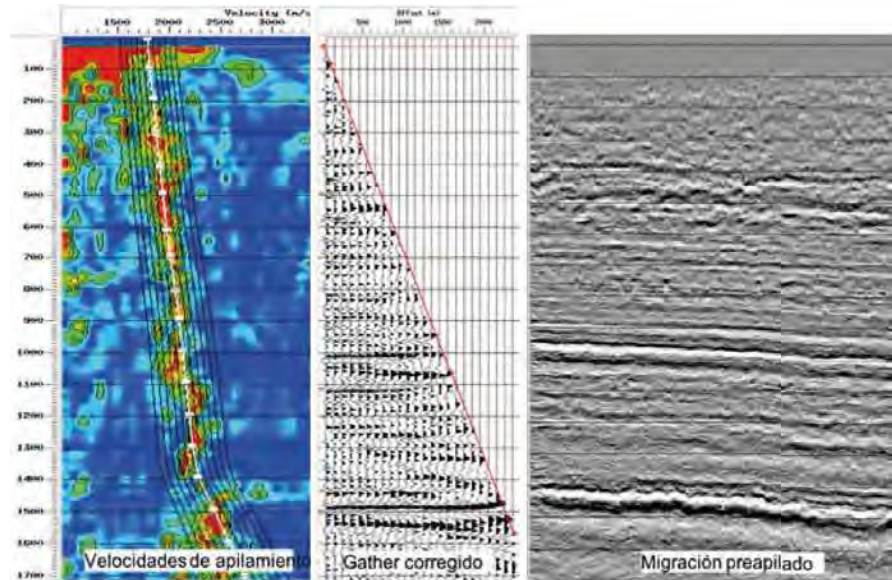 Velocity (m/s)
1500 2000 2500 3000
Offset (m)
500 1000 1500 2000
100
200
300
400
500
600
700
800
900
1000
1100
1200
1300
1400
1500
1600
1700
Velocidades de apilamiento
Gather corregido
Migración preapilado